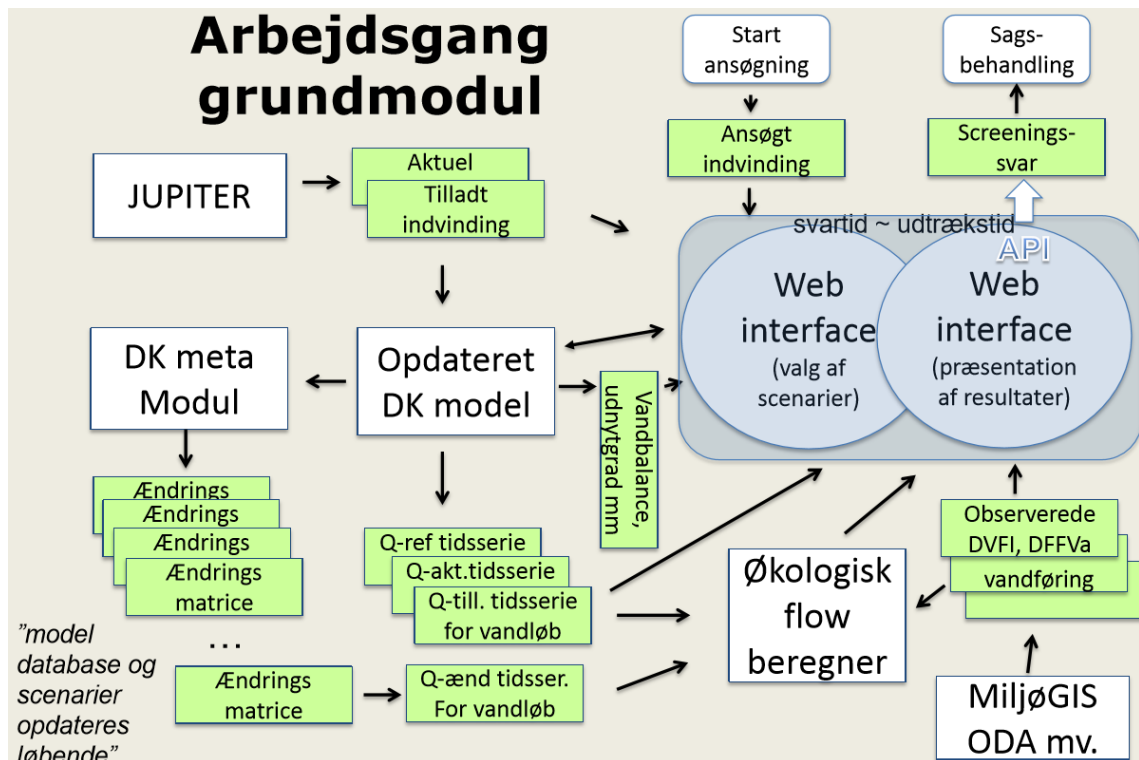 Arbejdsgang
grundmodul
Start
ansøgning
Sags-
behandling
Ansøgt
indvinding
Screenings-
svar
JUPITER
Aktuel
Tilladt
indvinding
svartid ~ udtrækstid
API
Web
interface
(valg af
scenarier)
Web
interface
(præsentation
af resultater)
DK meta
Modul
Opdateret
DK model
Vandbalance,
udnytgrad mm
Ændrings
Ændrings
Ændrings
Ændrings
matrice
...
Q-ref tidsserie
Q-akt.tidsserie
Q-till. tidsserie
for vandløb
Økologisk
flow
beregner
Observerede
DVFI, DFFVa
vandføring
"model
database og
scenarier
opdateres
løbende"
Ændrings
matrice
Q-ænd tidsser.
For vandløb
MiljøGIS
ODA mv.